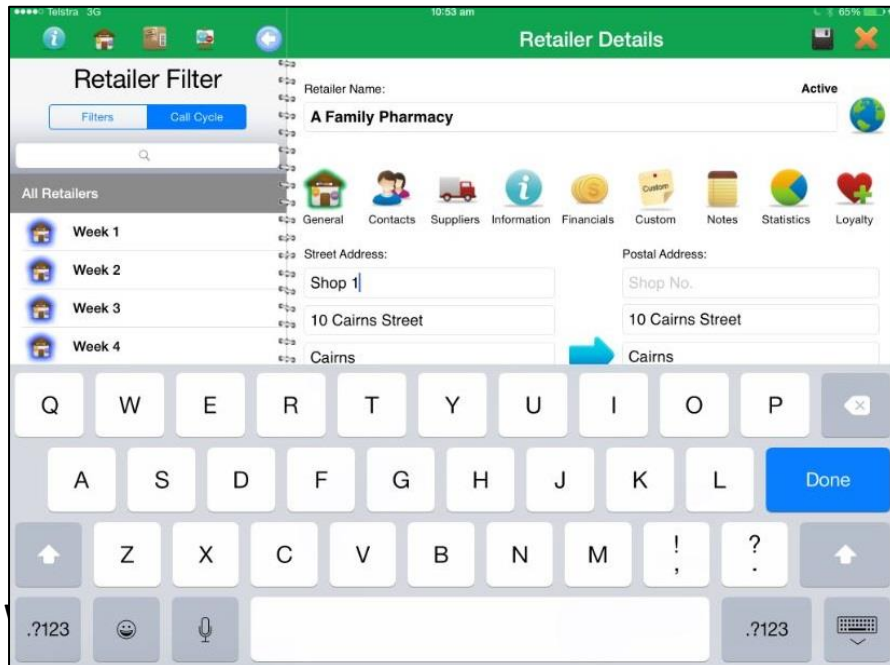 Telstra 3G 10:53 am 65%
Retailer Details
Retailer Filter
Filters Call Cycle
All Retailers
Week 1
Week 2
Week 3
Week 4
Retailer Name: Active
A Family Pharmacy
Custom
General Contacts Suppliers Information Financials Custom Notes Statistics Loyalty
Street Address: Postal Address:
Shop 1 Shop No.
10 Cairns Street 10 Cairns Street
Cairns Cairns
Q W E R T Y U I O P
A S D F G H J K L Done
Z X C V B N M ! , ? .
.?123 .?123